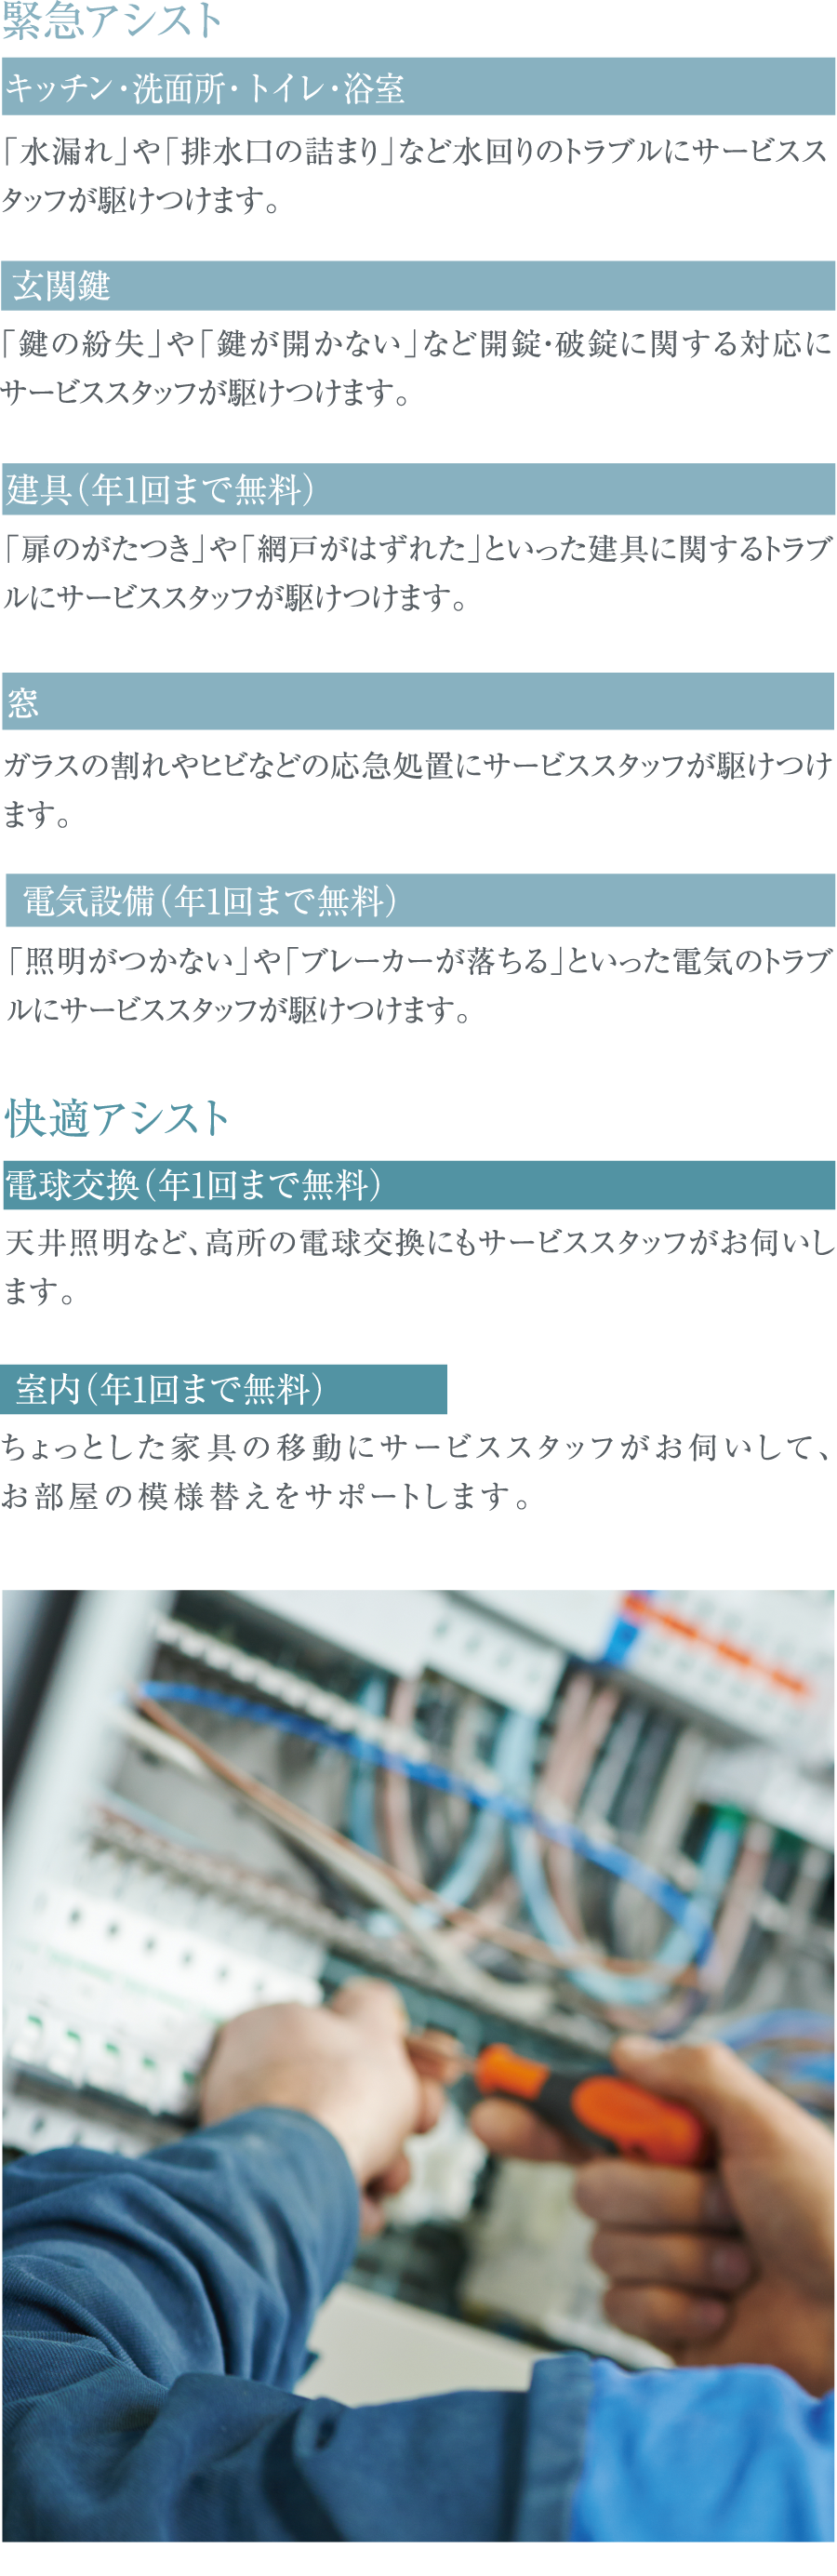 緊急アシスト
キッチン・洗面所・トイレ・浴室
「水漏れ」や「排水口の詰まり」など水回りのトラブルにサービスス
タッフが駆けつけます。
玄関鍵
「鍵の紛失」や「鍵が開かない」など開錠・破錠に関する対応に
サービススタッフが駆けつけます。
建具（年1回まで無料）
「扉のがたつき」や「網戸がはずれた」といった建具に関するトラブ
ルにサービススタッフが駆けつけます。
窓
ガラスの割れやヒビなどの応急処置にサービススタッフが駆けつけ
ます。
電気設備（年1回まで無料）
「照明がつかない」や「ブレーカーが落ちる」といった電気のトラブ
ルにサービススタッフが駆けつけます。
快適アシスト
電球交換（年1回まで無料）
天井照明など、高所の電球交換にもサービススタッフがお伺いし
ます。
室内（年1回まで無料）
ちょっとした家具の移動にサービススタッフがお伺いして、
お部屋の模様替えをサポートします。